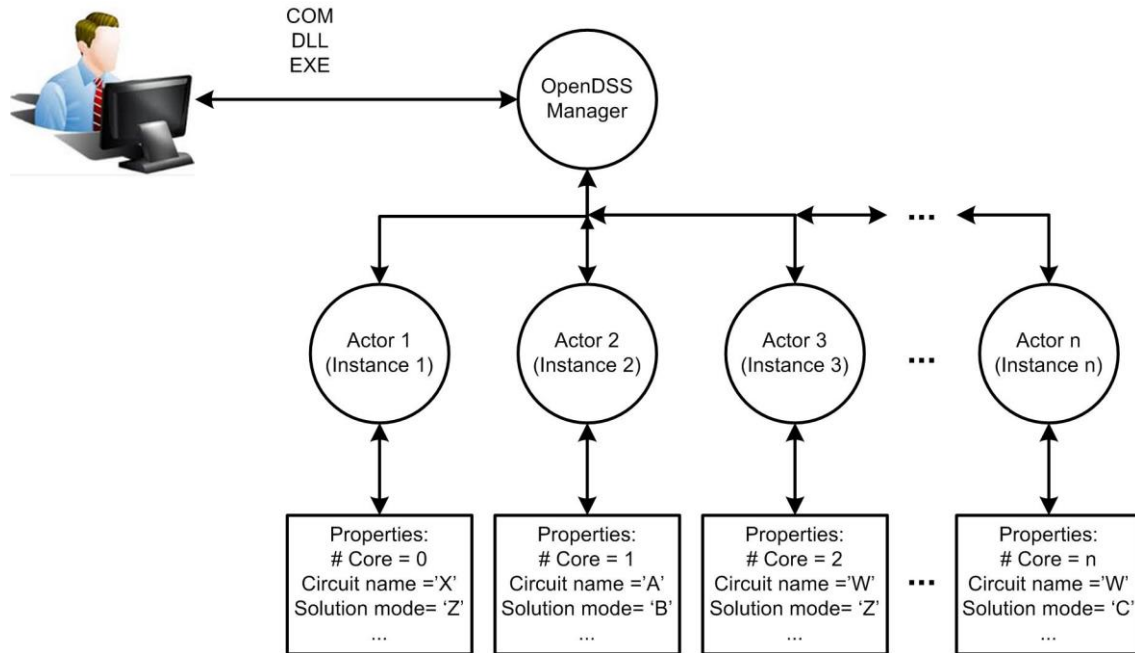 COM
DLL
EXE
OpenDSS
Manager
...
Actor 1
(Instance 1)
Actor 2
(Instance 2)
Actor 3
(Instance 3)
...
Actor n
(Instance n)
Properties:
# Core = 0
Circuit name =’X’
Solution mode= ‘Z’
...
Properties:
# Core = 1
Circuit name =’A’
Solution mode= ‘B’
...
Properties:
# Core = 2
Circuit name =’W’
Solution mode= ‘Z’
...
...
Properties:
# Core = n
Circuit name =’W’
Solution mode= ‘C’
...